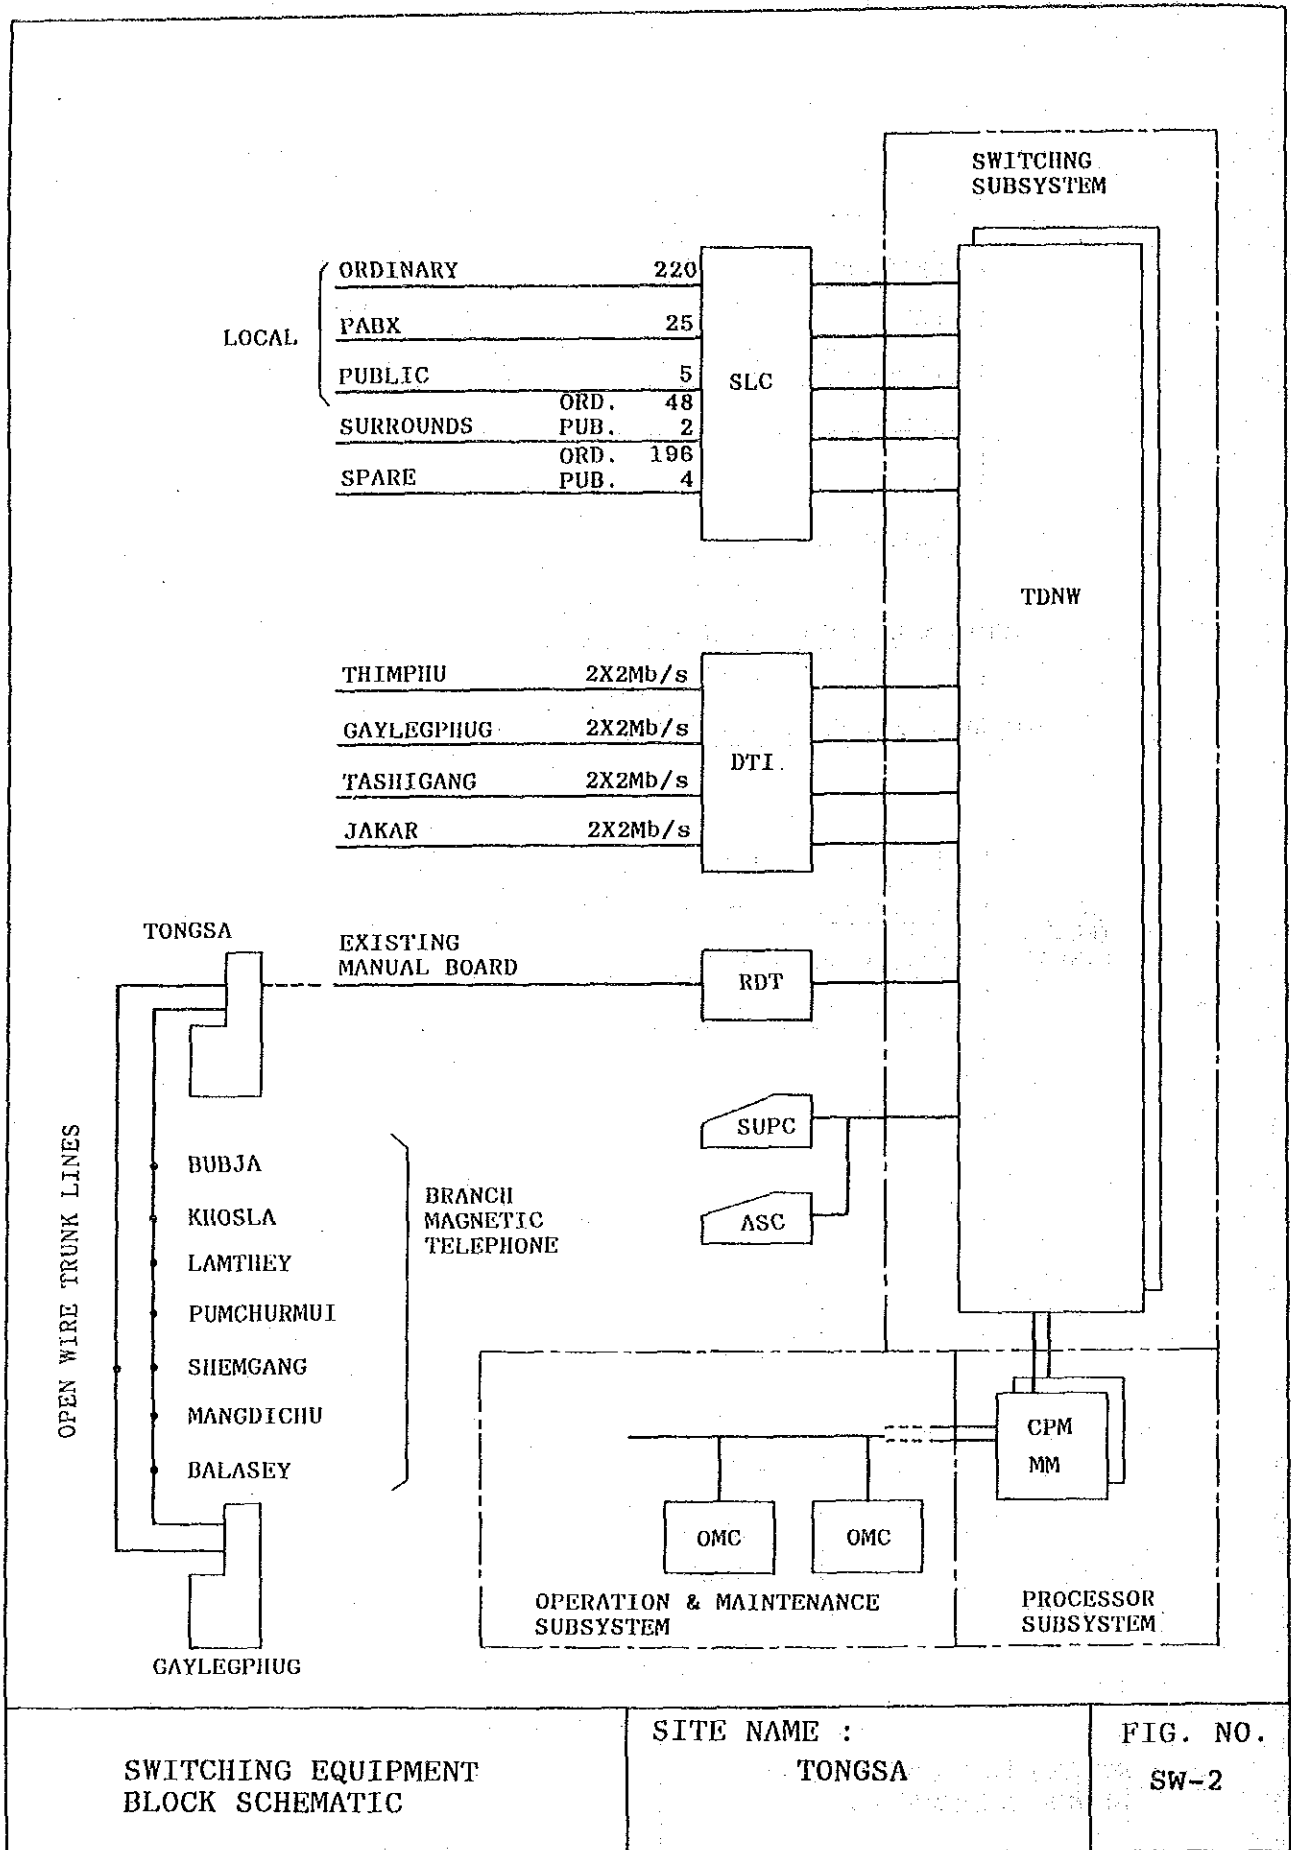 SWITCHNG
SUBSYSTEM
ORDINARY 220
LOCAL
PABX 25
PUBLIC 5
ORD. 48
SURROUNDS PUB. 2
ORD. 196
SPARE PUB. 4
SLC
TDNW
THIMPHU 2X2Mb/s
GAYLEGPHUG 2X2Mb/s
TASHIGANG 2X2Mb/s
JAKAR 2X2Mb/s
DTI
TONGSA
EXISTING
MANUAL BOARD
RDT
SUPC
ASC
OPEN WIRE TRUNK LINES
BUBJA
KHOSLA
LAMTHEY
PUMCHURMUI
SHEMGANG
MANGDICHU
BALASEY
BRANCH
MAGNETIC
TELEPHONE
GAYLEGPHUG
CPM
MM
OMC OMC
OPERATION & MAINTENANCE
SUBSYSTEM
PROCESSOR
SUBSYSTEM
SWITCHING EQUIPMENT
BLOCK SCHEMATIC
SITE NAME :
TONGSA
FIG. NO.
SW-2